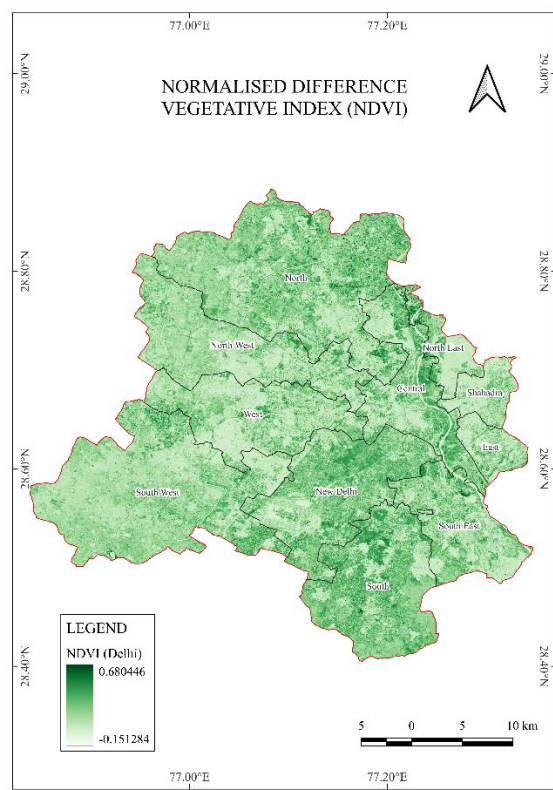 77.00°E 77.20°E
29.00°N 29.00°N
NORMALISED DIFFERENCE
VEGETATIVE INDEX (NDVI)
28.80°N 28.80°N
North
North East
North West
Central
Shahadra
West
East
28.60°N 28.60°N
South West
New Delhi
South East
South
LEGEND
NDVI (Delhi)
0.680446
-0.151284
28.40°N 28.40°N
5 0 5 10 km
77.00°E 77.20°E